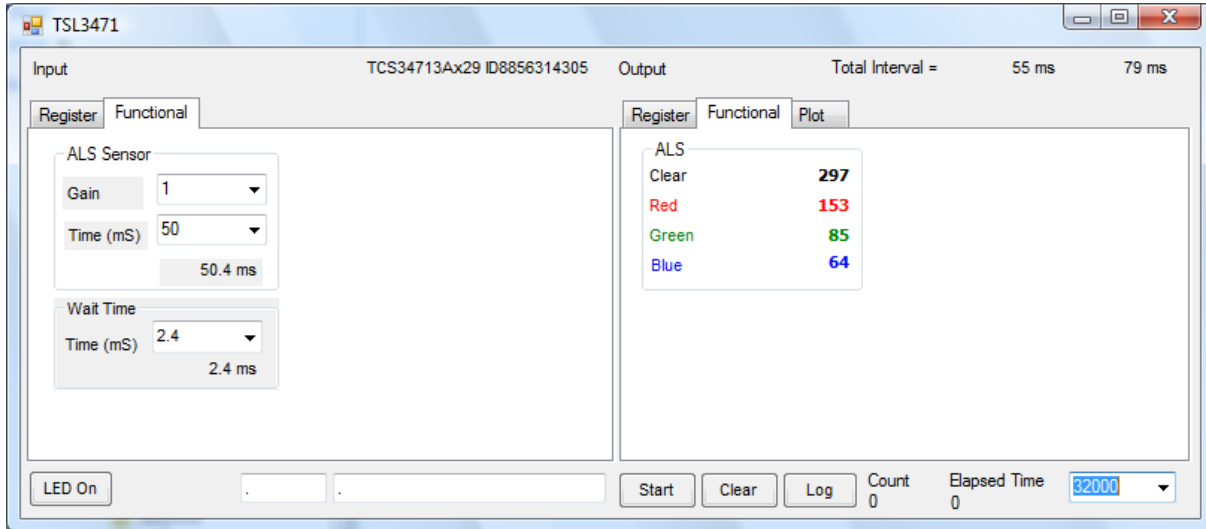 TSL3471
Input TCS34713Ax29 ID8856314305 Output Total Interval = 55 ms 79 ms
Register Functional
ALS Sensor
Gain 1
Time (mS) 50
50.4 ms
Wait Time
Time (mS) 2.4
2.4 ms
Register Functional Plot
ALS
Clear 297
Red 153
Green 85
Blue 64
LED On . . Start Clear Log Count Elapsed Time 32000
0 0